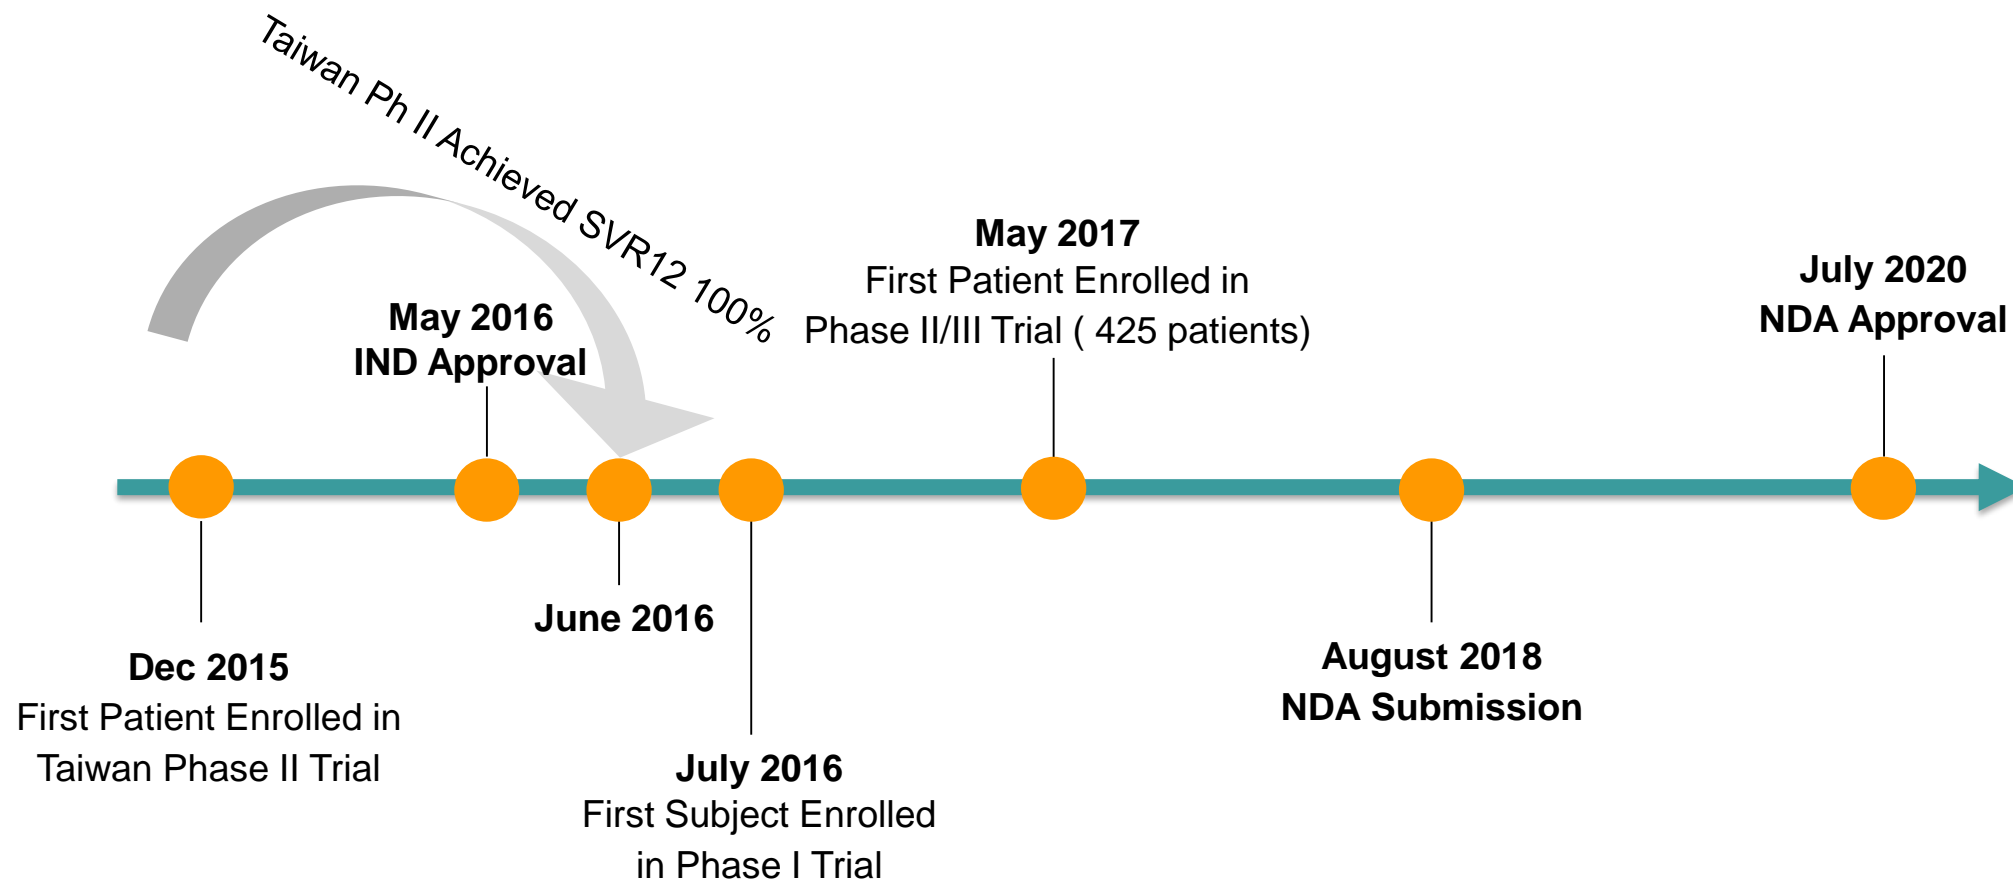 Taiwan Ph II Achieved SVR12 100%
May 2016
IND Approval
May 2017
First Patient Enrolled in
Phase II/III Trial ( 425 patients)
July 2020
NDA Approval
Dec 2015
First Patient Enrolled in
Taiwan Phase II Trial
June 2016
July 2016
First Subject Enrolled
in Phase I Trial
August 2018
NDA Submission